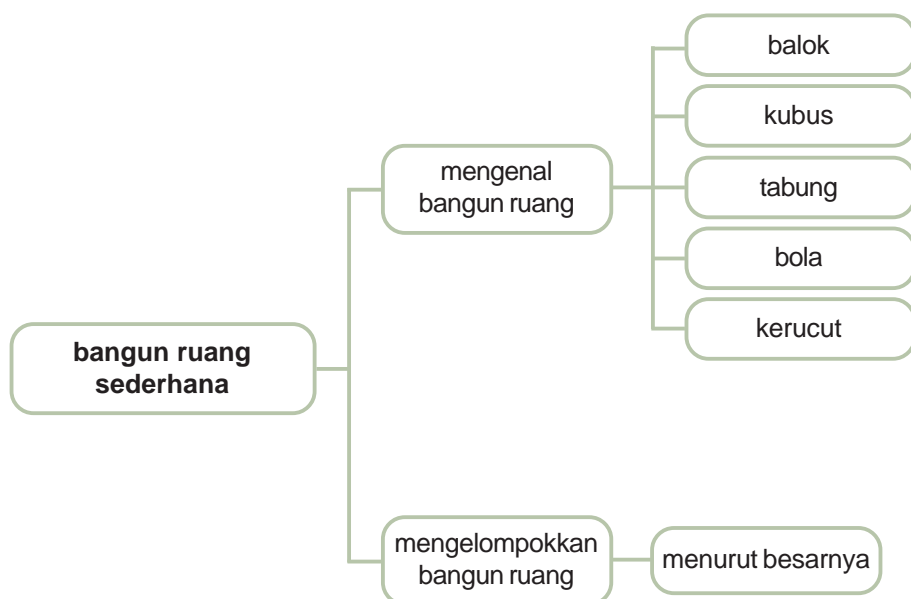 balok
kubus
mengenal
bangun ruang
tabung
bola
kerucut
bangun ruang
sederhana
mengelompokkan
bangun ruang
menurut besarnya